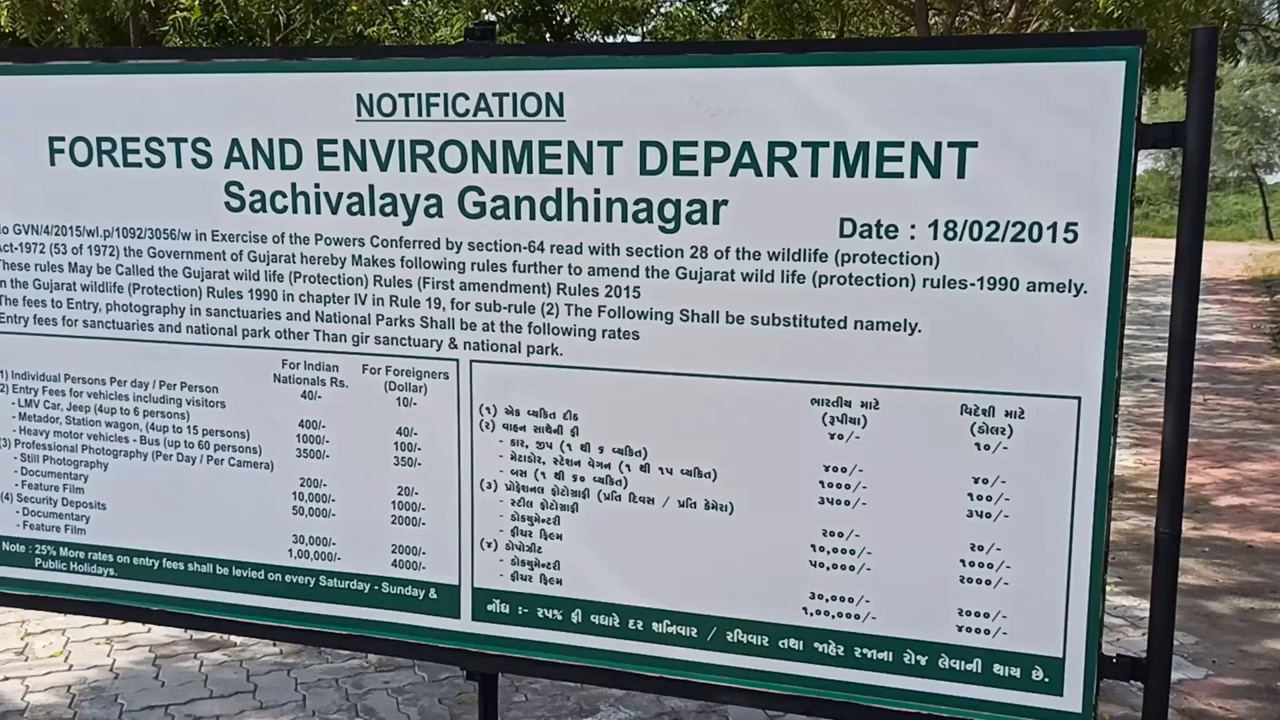 NOTIFICATION
FORESTS AND ENVIRONMENT DEPARTMENT
Sachivalaya Gandhinagar
Date : 18/02/2015
GVN/4/2015/wl.p/1092/3056/w in Exercise of the Powers Conferred by section-64 read with section 28 of the wildlife (protection)
Act-1972 (53 of 1972) the Government of Gujarat hereby Makes following rules further to amend the Gujarat wild life (protection) rules-1990 amely.
These rules May be Called the Gujarat wild life (Protection) Rules (First amendment) Rules 2015
the Gujarat wildlife (Protection) Rules 1990 in chapter IV in Rule 19, for sub-rule (2) The Following Shall be substituted namely.
The fees to Entry, photography in sanctuaries and National Parks Shall be at the following rates
Entry fees for sanctuaries and national park other Than gir sanctuary & national park.
For Indian Nationals Rs. For Foreigners (Dollar)
1) Individual Persons Per day / Per Person 40/- 10/-
2) Entry Fees for vehicles including visitors
- LMV Car, Jeep (4up to 6 persons) 400/- 40/-
- Metador, Station wagon, (4up to 15 persons) 1000/- 100/-
- Heavy motor vehicles - Bus (up to 60 persons) 3500/- 350/-
(3) Professional Photography (Per Day / Per Camera)
- Still Photography 200/- 20/-
- Documentary 10,000/- 1000/-
- Feature Film 50,000/- 2000/-
(4) Security Deposits
- Documentary 30,000/- 2000/-
- Feature Film 1,00,000/- 4000/-
Note : 25% More rates on entry fees shall be levied on every Saturday - Sunday &
Public Holidays.
ભારતીય માટે (રૂપીયા) વિદેશી માટે (ડોલર)
(૧) એક વ્યકિત દીઠ ૪૦/- ૧૦/-
(૨) વાહન સાથેની ફી
- કાર, જીપ (૧ થી ૬ વ્યકિત) ૪૦૦/- ૪૦/-
- મેટાડોર, સ્ટેશન વેગન (૧ થી ૧૫ વ્યકિત) ૧૦૦૦/- ૧૦૦/-
- બસ (૧ થી ૬૦ વ્યકિત) ૩૫૦૦/- ૩૫૦/-
(૩) પ્રોફેશનલ ફોટોગ્રાફી (પ્રતિ દિવસ / પ્રતિ કેમેરા)
- સ્ટીલ ફોટોગ્રાફી ૨૦૦/- ૨૦/-
- ડોકયુમેન્ટરી ૧૦,૦૦૦/- ૧૦૦૦/-
- ફીચર ફિલ્મ ૫૦,૦૦૦/- ૨૦૦૦/-
(૪) ડીપોઝીટ
- ડોકયુમેન્ટરી ૩૦,૦૦૦/- ૨૦૦૦/-
- ફીચર ફિલ્મ ૧,૦૦,૦૦૦/- ૪૦૦૦/-
નોંધ :- ૨૫% ફી વધારે દર શનિવાર / રવિવાર તથા જાહેર રજાના રોજ લેવાની થાય છે.